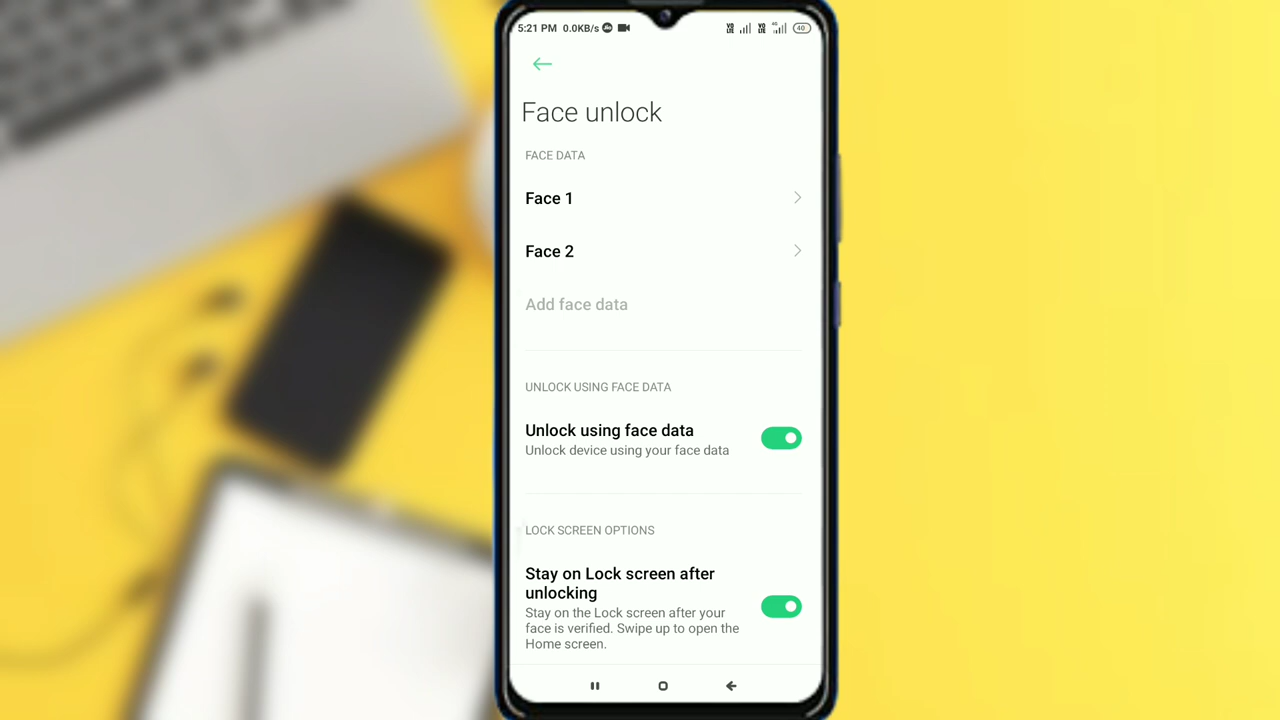 5:21 PM 0.0KB/s
40
Face unlock
FACE DATA
Face 1
Face 2
Add face data
UNLOCK USING FACE DATA
Unlock using face data
Unlock device using your face data
LOCK SCREEN OPTIONS
Stay on Lock screen after
unlocking
Stay on the Lock screen after your
face is verified. Swipe up to open the
Home screen.